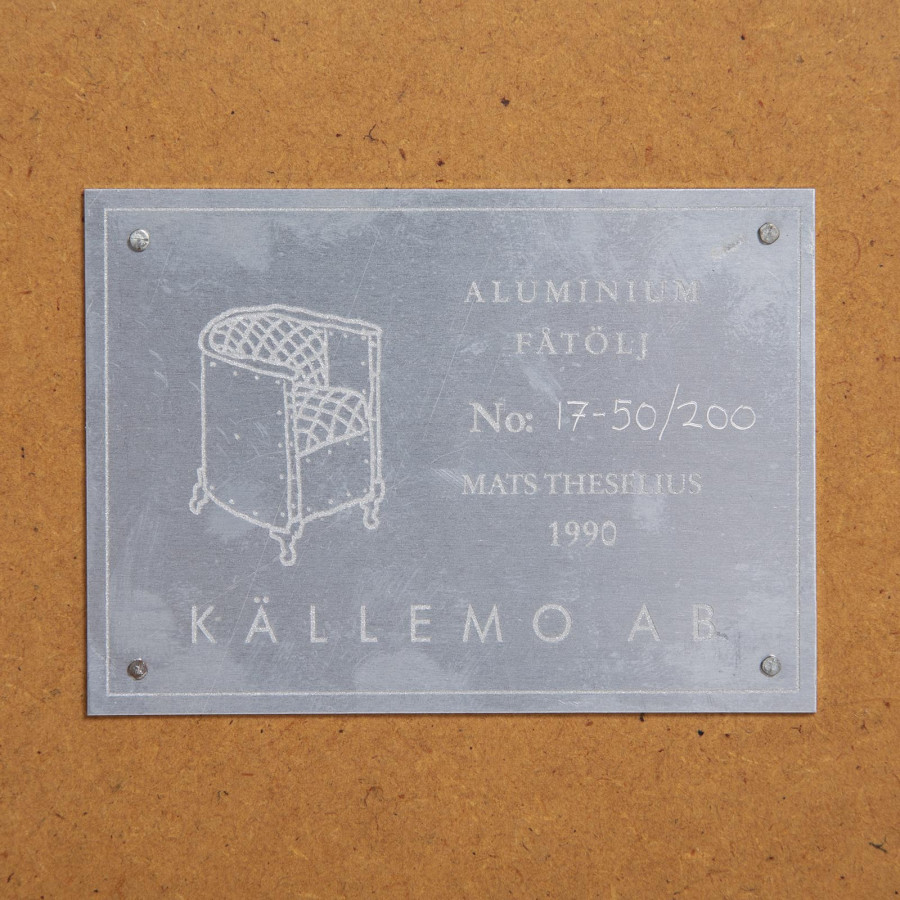 ALUMINIUM
FÅTÖLJ
No: 17-50/200
MATS THESELIUS
1990
KÄLLEMO AB